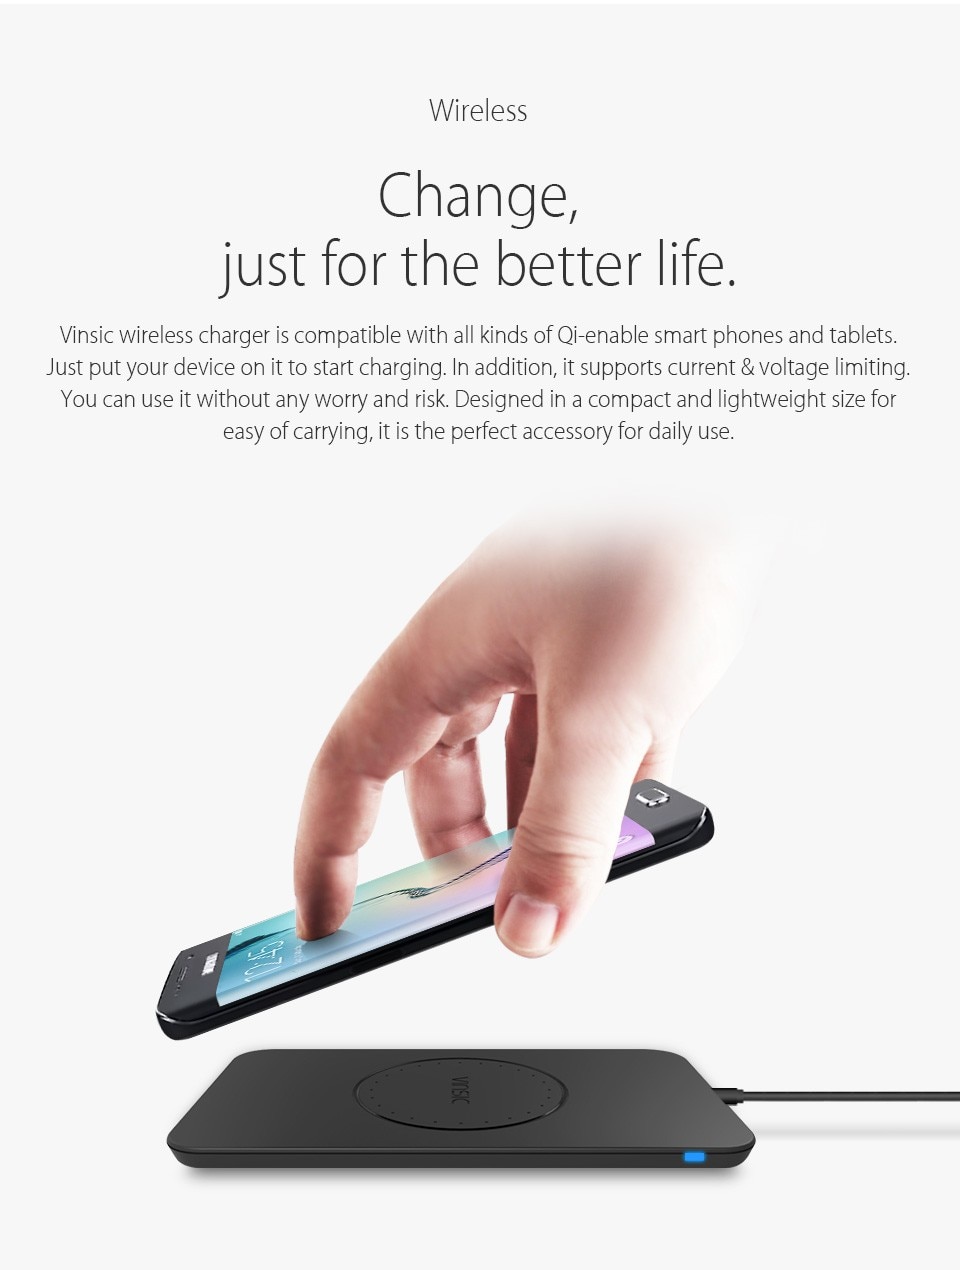 Wireless
Change,
just for the better life.
Vinsic wireless charger is compatible with all kinds of Qi-enable smart phones and tablets.
Just put your device on it to start charging. In addition, it supports current & voltage limiting.
You can use it without any worry and risk. Designed in a compact and lightweight size for
easy of carrying, it is the perfect accessory for daily use.
10:45
VINSIC